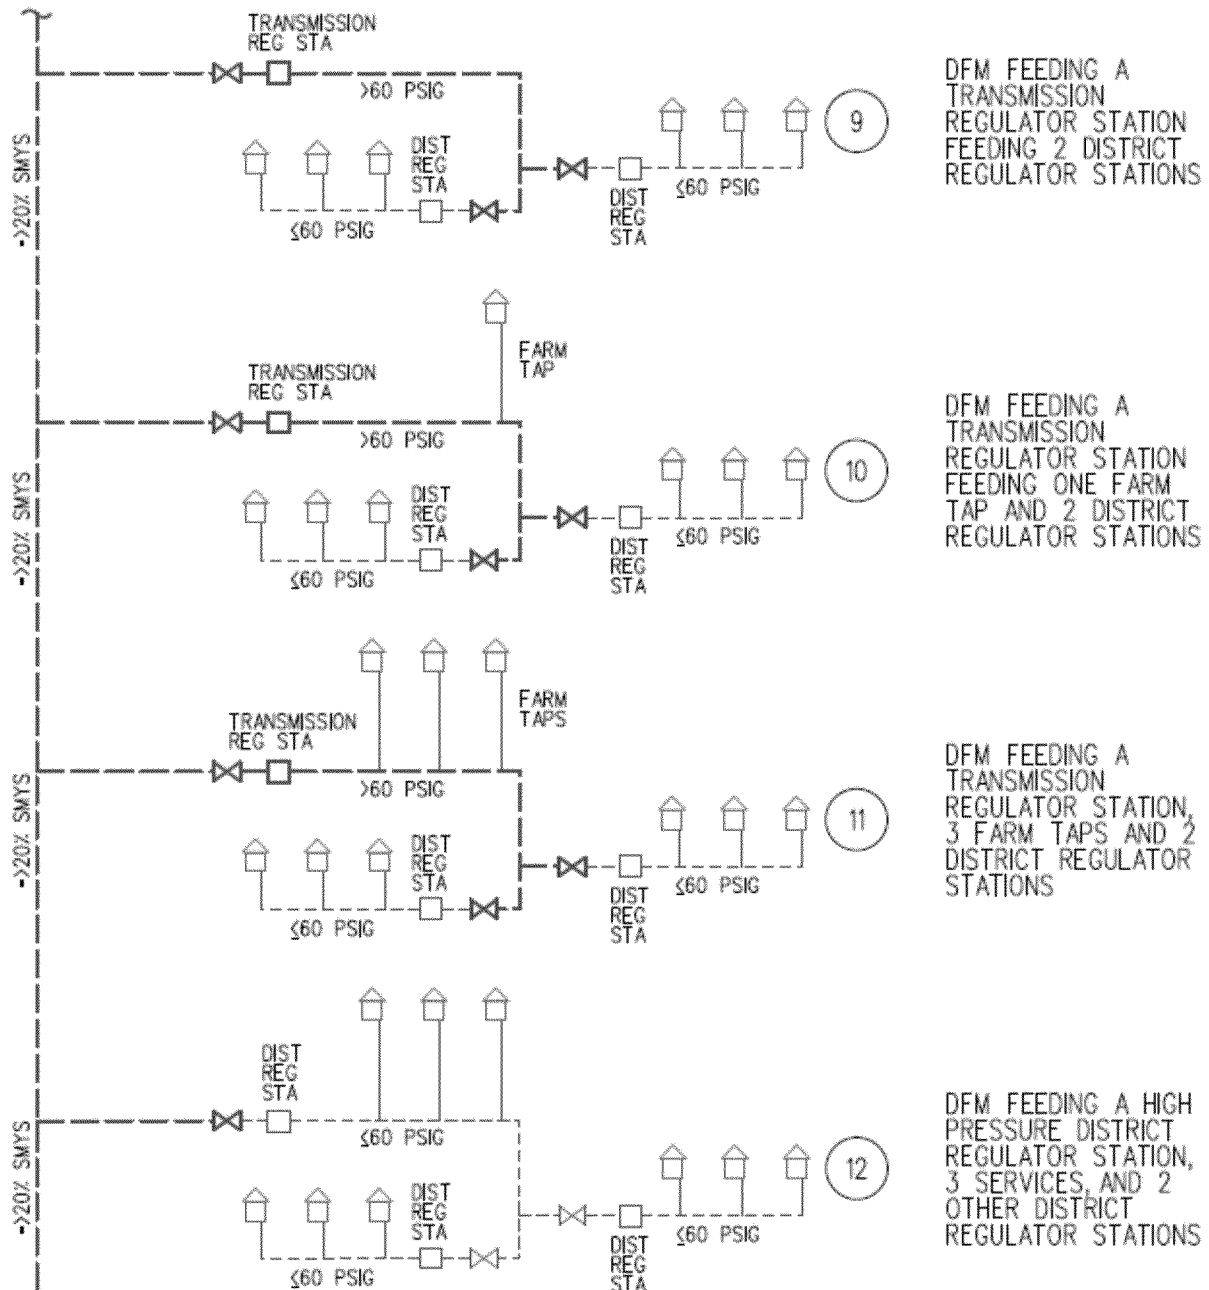 TRANSMISSION
REG STA
>60 PSIG
->20% SMYS
DIST
REG
STA
≤60 PSIG
DIST
REG
STA
≤60 PSIG
9
DFM FEEDING A
TRANSMISSION
REGULATOR STATION
FEEDING 2 DISTRICT
REGULATOR STATIONS
FARM
TAP
TRANSMISSION
REG STA
>60 PSIG
->20% SMYS
DIST
REG
STA
≤60 PSIG
DIST
REG
STA
≤60 PSIG
10
DFM FEEDING A
TRANSMISSION
REGULATOR STATION
FEEDING ONE FARM
TAP AND 2 DISTRICT
REGULATOR STATIONS
FARM
TAPS
TRANSMISSION
REG STA
>60 PSIG
->20% SMYS
DIST
REG
STA
≤60 PSIG
DIST
REG
STA
≤60 PSIG
11
DFM FEEDING A
TRANSMISSION
REGULATOR STATION,
3 FARM TAPS AND 2
DISTRICT REGULATOR
STATIONS
DIST
REG
STA
≤60 PSIG
->20% SMYS
DIST
REG
STA
≤60 PSIG
DIST
REG
STA
≤60 PSIG
12
DFM FEEDING A HIGH
PRESSURE DISTRICT
REGULATOR STATION,
3 SERVICES, AND 2
OTHER DISTRICT
REGULATOR STATIONS